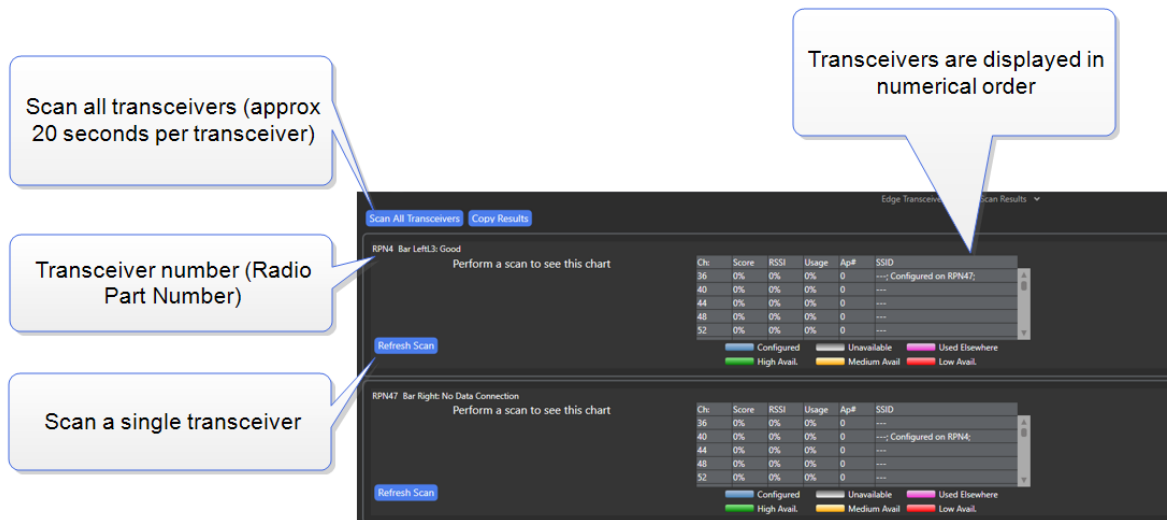 Scan all transceivers (approx
20 seconds per transceiver)
Transceivers are displayed in
numerical order
Transceiver number (Radio
Part Number)
Scan a single transceiver
Edge Transceive
can Results
Scan All Transceivers
Copy Results
RPN4 Bar LeftL3: Good
Perform a scan to see this chart
Ch: Score RSSI Usage Ap# SSID
36 0% 0% 0% 0 ---; Configured on RPN47;
40 0% 0% 0% 0 ---
44 0% 0% 0% 0 ---
48 0% 0% 0% 0 ---
52 0% 0% 0% 0 ---
Configured Unavailable Used Elsewhere
High Avail. Medium Avail Low Avail.
Refresh Scan
RPN47 Bar Right: No Data Connection
Perform a scan to see this chart
Ch: Score RSSI Usage Ap# SSID
36 0% 0% 0% 0 ---
40 0% 0% 0% 0 ---; Configured on RPN4;
44 0% 0% 0% 0 ---
48 0% 0% 0% 0 ---
52 0% 0% 0% 0 ---
Configured Unavailable Used Elsewhere
High Avail. Medium Avail Low Avail.
Refresh Scan